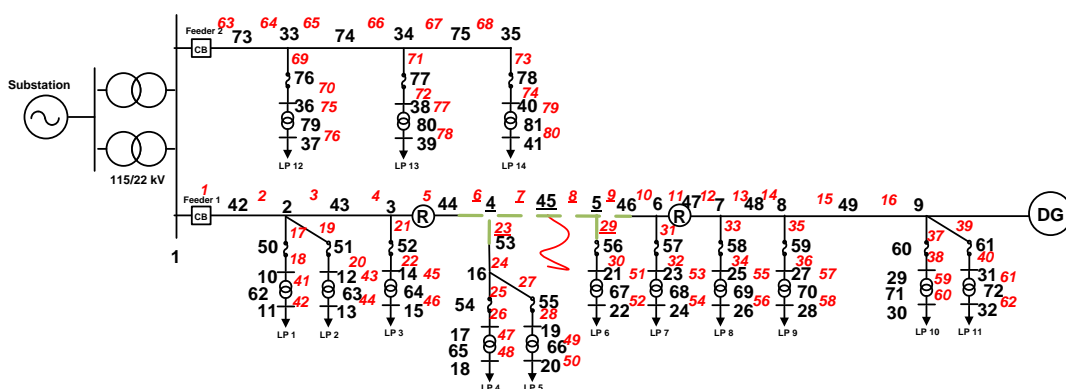 63 64 65 66 67 68
Feeder 2 73 33 74 34 75 35
CB
69 71 73
Substation 76 77 78
70 72 74
36 75 38 77 40 79
79 80 81
76 78 80
37 39 41
LP 12 LP 13 LP 14
115/22 kV
1 2 3 4 5 6 7 8 9 10 11 12 13 14 15 16
Feeder 1 42 2 43 3 44 4 45 5 46 6 47 7 48 8 49 9
CB R R DG
1
17 19 21 23 29 31 33 35 37 39
50 51 52 53 56 57 58 59 60 61
18 20 22 24 30 32 34 36 38 40
10 41 12 43 14 45 16 27 21 51 23 53 25 55 27 57 29 59 31 61
62 63 64 25 67 68 69 70 71 60 72
42 44 46 54 55 52 54 56 58 62
11 13 15 26 28 22 24 26 28 30 32
LP 1 LP 2 LP 3 17 47 19 49 LP 6 LP 7 LP 8 LP 9 LP 10 LP 11
65 48 66
18 20 50
LP 4 LP 5